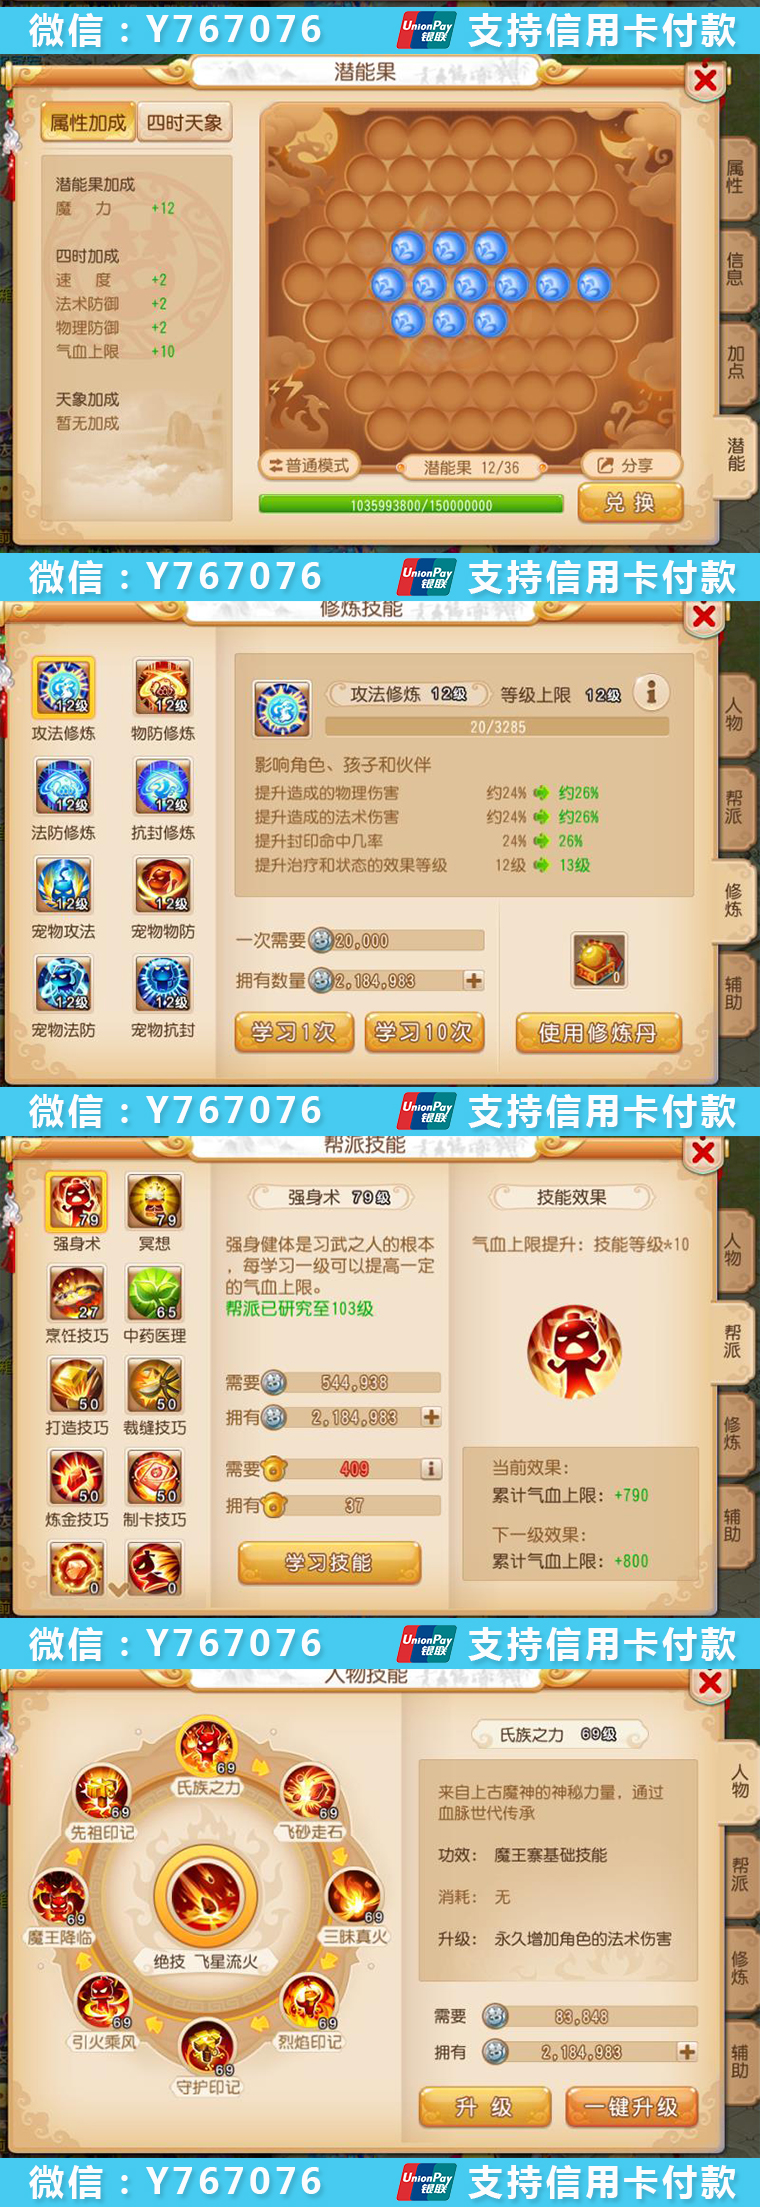 微信：Y767076 UnionPay 银联 支持信用卡付款
潜能果
属性加成 四时天象
潜能果加成
魔 力 +12
四时加成
速 度 +2
法术防御 +2
物理防御 +2
气血上限 +10
天象加成
暂无加成
普通模式 潜能果 12/36 分享
1035993800/150000000 兑换
属性
信息
加点
潜能
微信：Y767076 UnionPay 银联 支持信用卡付款
修炼技能
12级 12级
攻法修炼 物防修炼
12级 12级
法防修炼 抗封修炼
12级 12级
宠物攻法 宠物物防
12级 12级
宠物法防 宠物抗封
攻法修炼 12级 等级上限 12级
20/3285
影响角色、孩子和伙伴
提升造成的物理伤害 约24% 约26%
提升造成的法术伤害 约24% 约26%
提升封印命中几率 24% 26%
提升治疗和状态的效果等级 12级 13级
一次需要 20,000
拥有数量 2,184,983
0
学习1次 学习10次 使用修炼丹
人物
帮派
修炼
辅助
微信：Y767076 UnionPay 银联 支持信用卡付款
帮派技能
79 79
强身术 冥想
27 65
烹饪技巧 中药医理
50 50
打造技巧 裁缝技巧
50 50
炼金技巧 制卡技巧
0 0
强身术 79级
强身健体是习武之人的根本
，每学习一级可以提高一定
的气血上限。
帮派已研究至103级
需要 544,938
拥有 2,184,983
需要 409
拥有 37
学习技能
技能效果
气血上限提升：技能等级*10
当前效果：
累计气血上限：+790
下一级效果：
累计气血上限：+800
人物
帮派
修炼
辅助
微信：Y767076 UnionPay 银联 支持信用卡付款
人物技能
69
氏族之力
69 69
先祖印记 飞砂走石
69 69
魔王降临 三昧真火
绝技 飞星流火
69 69
引火乘风 烈焰印记
69
守护印记
氏族之力 69级
来自上古魔神的神秘力量，通过
血脉世代传承
功效： 魔王寨基础技能
消耗： 无
升级： 永久增加角色的法术伤害
需要 83,848
拥有 2,184,983
升级 一键升级
人物
帮派
修炼
辅助
微信：Y767076 UnionPay 银联 支持信用卡付款